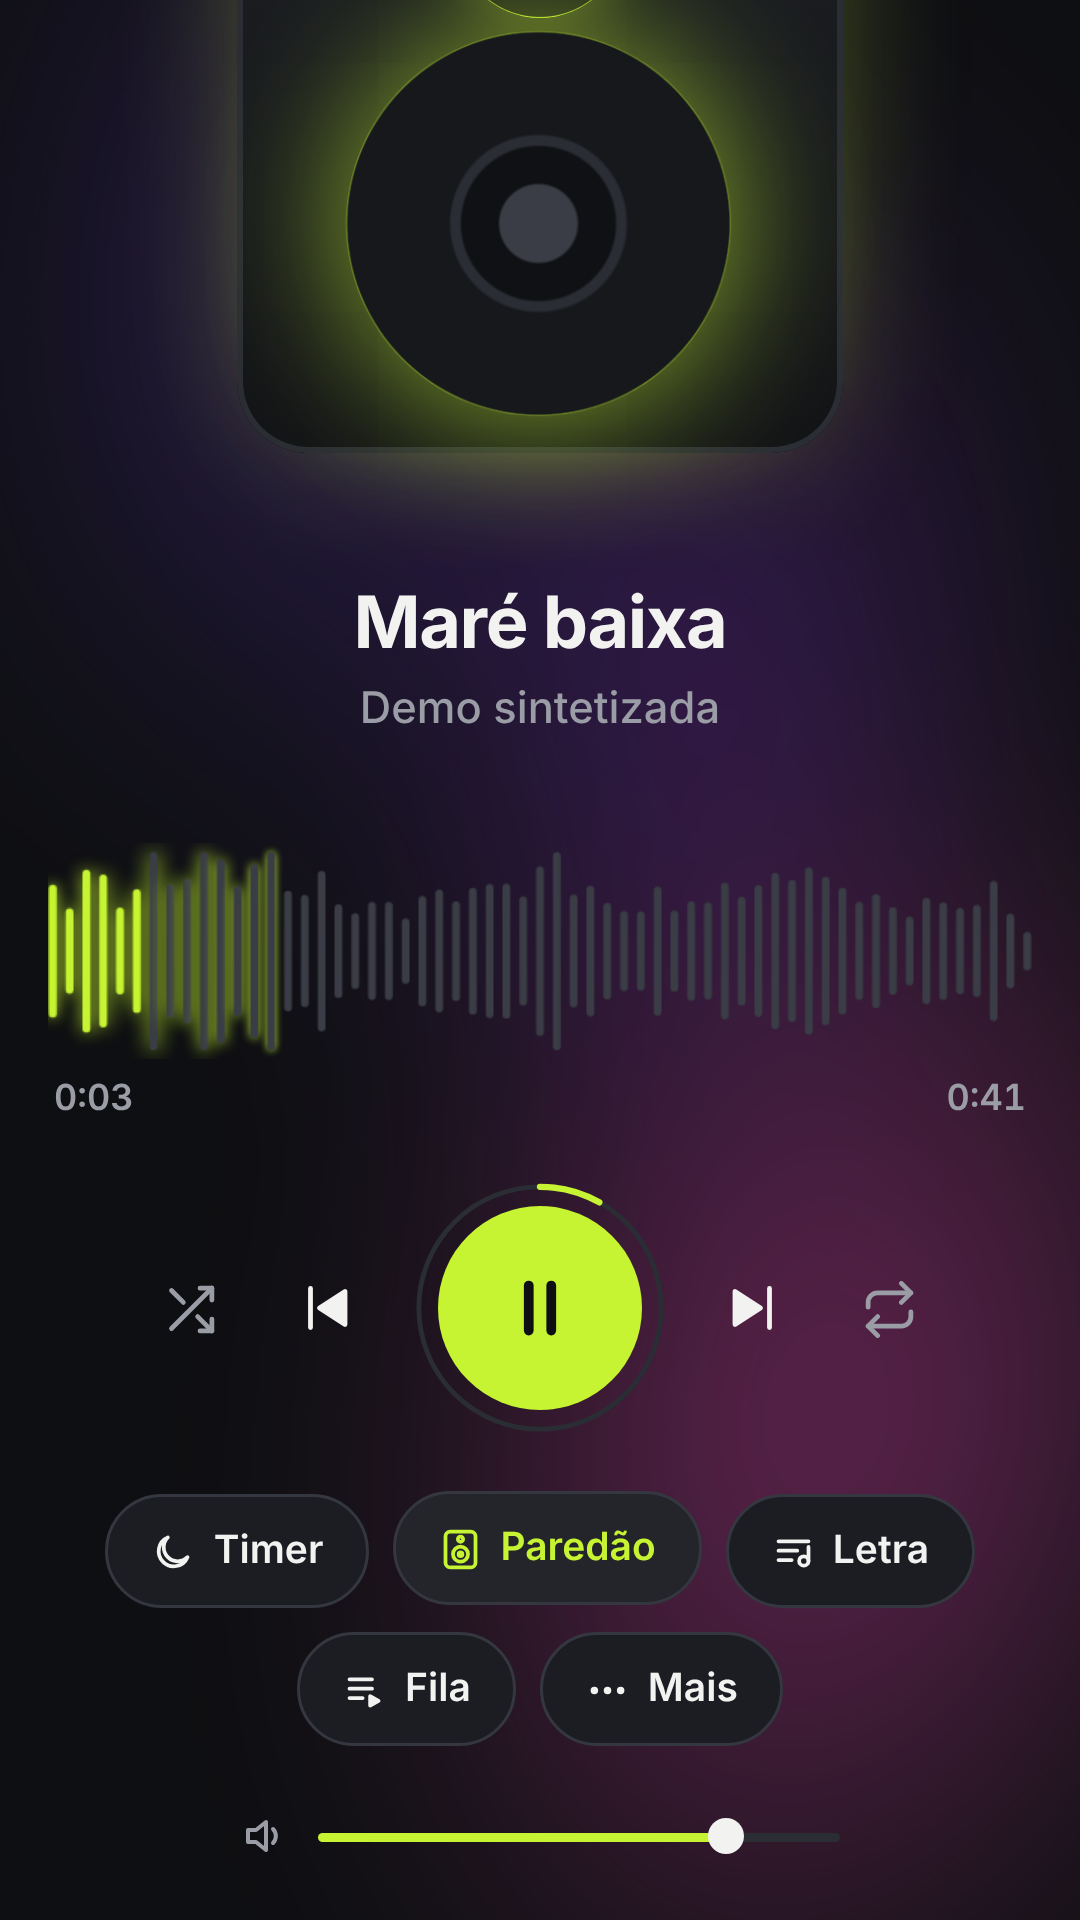 Maré baixa
Demo sintetizada
0:03 0:41
Timer Paredão Letra
Fila Mais